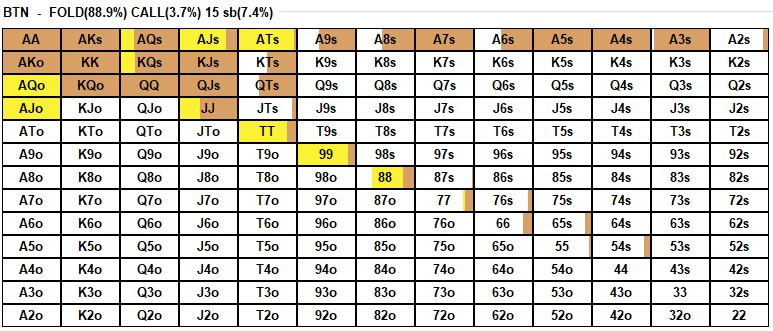 BTN - FOLD(88.9%) CALL(3.7%) 15 sb(7.4%)
AA AKs AQs AJs ATs A9s A8s A7s A6s A5s A4s A3s A2s
AKo KK KQs KJs KTs K9s K8s K7s K6s K5s K4s K3s K2s
AQo KQo QQ QJs QTs Q9s Q8s Q7s Q6s Q5s Q4s Q3s Q2s
AJo KJo QJo JJ JTs J9s J8s J7s J6s J5s J4s J3s J2s
ATo KTo QTo JTo TT T9s T8s T7s T6s T5s T4s T3s T2s
A9o K9o Q9o J9o T9o 99 98s 97s 96s 95s 94s 93s 92s
A8o K8o Q8o J8o T8o 98o 88 87s 86s 85s 84s 83s 82s
A7o K7o Q7o J7o T7o 97o 87o 77 76s 75s 74s 73s 72s
A6o K6o Q6o J6o T6o 96o 86o 76o 66 65s 64s 63s 62s
A5o K5o Q5o J5o T5o 95o 85o 75o 65o 55 54s 53s 52s
A4o K4o Q4o J4o T4o 94o 84o 74o 64o 54o 44 43s 42s
A3o K3o Q3o J3o T3o 93o 83o 73o 63o 53o 43o 33 32s
A2o K2o Q2o J2o T2o 92o 82o 72o 62o 52o 42o 32o 22